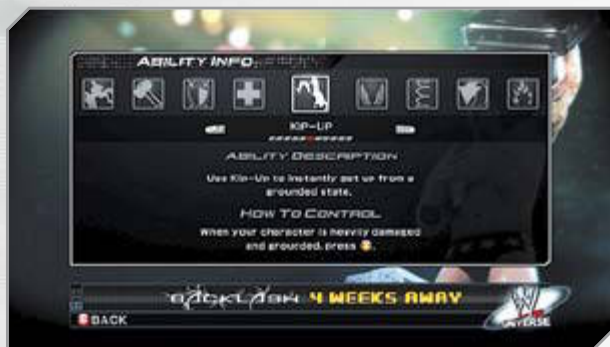 ABILITY INFO
KIP-UP
ABILITY DESCRIPTION
Use Kip-Up to instantly get up from a
grounded state.
HOW TO CONTROL
When your character is heavily damaged
and grounded, press
BACKLASH 4 WEEKS AWAY
BACK
UNIVERSE